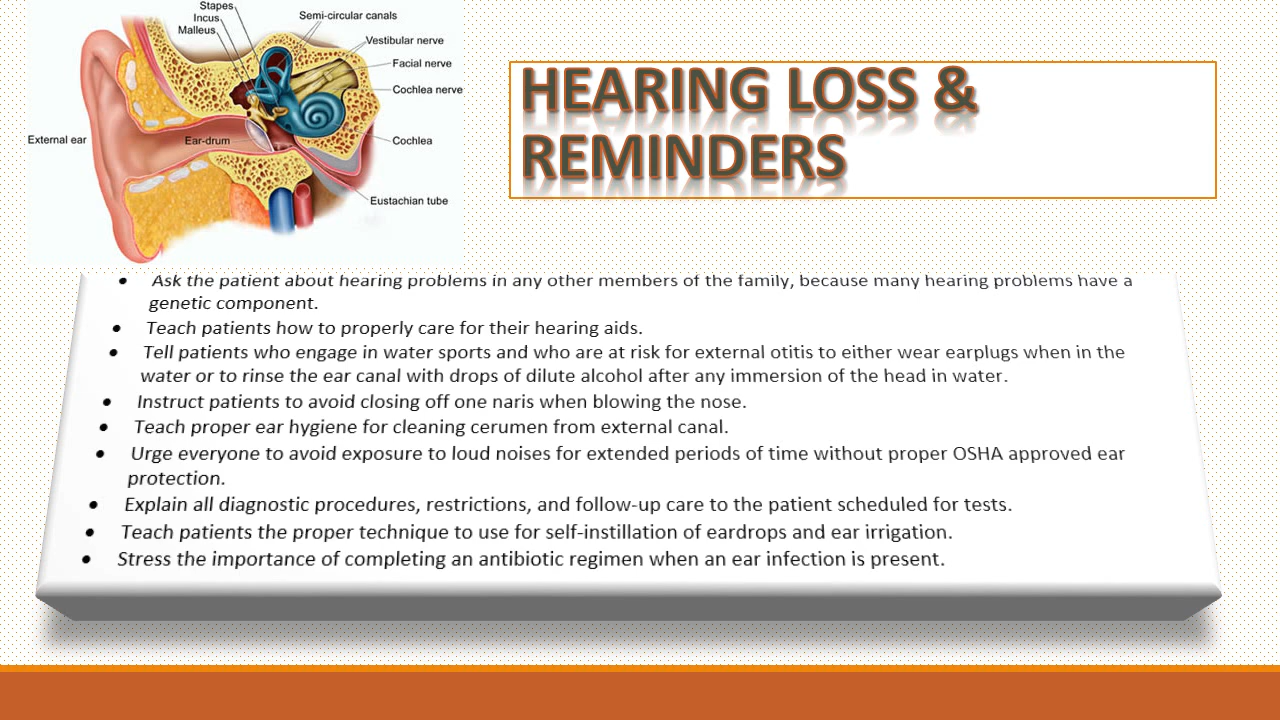 Stapes
Incus
Malleus
Semi-circular canals
Vestibular nerve
Facial nerve
Cochlea nerve
External ear
Ear-drum
Cochlea
Eustachian tube
HEARING LOSS &
REMINDERS
• Ask the patient about hearing problems in any other members of the family, because many hearing problems have a
genetic component.
• Teach patients how to properly care for their hearing aids.
• Tell patients who engage in water sports and who are at risk for external otitis to either wear earplugs when in the
water or to rinse the ear canal with drops of dilute alcohol after any immersion of the head in water.
• Instruct patients to avoid closing off one naris when blowing the nose.
• Teach proper ear hygiene for cleaning cerumen from external canal.
• Urge everyone to avoid exposure to loud noises for extended periods of time without proper OSHA approved ear
protection.
• Explain all diagnostic procedures, restrictions, and follow-up care to the patient scheduled for tests.
• Teach patients the proper technique to use for self-instillation of eardrops and ear irrigation.
• Stress the importance of completing an antibiotic regimen when an ear infection is present.